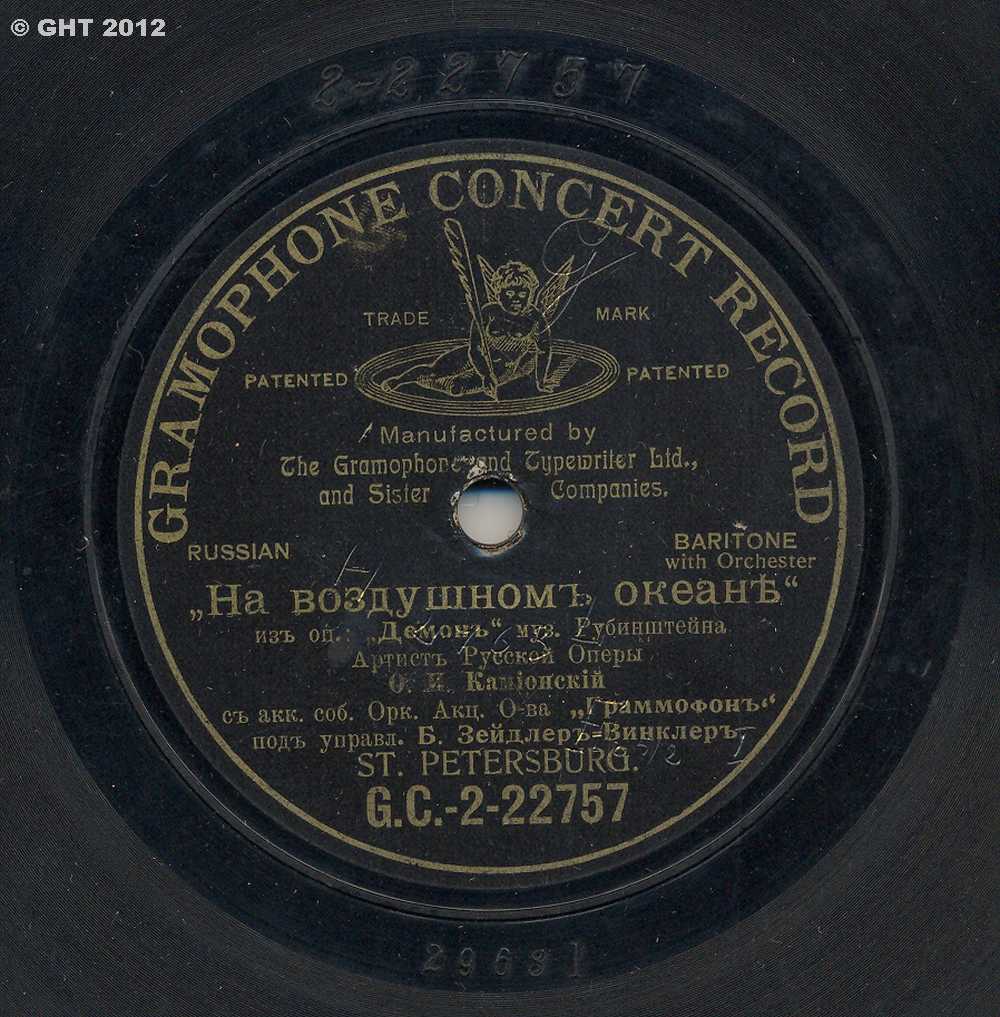 © GHT 2012
2-22757
GRAMOPHONE CONCERT RECORD
TRADE MARK
PATENTED PATENTED
Manufactured by
The Gramophone and Typewriter Ltd.,
and Sister Companies.
RUSSIAN
BARITONE
with Orchester
„На воздушномъ океанѣ“
изъ оп.: „Демонъ“ муз. Рубинштейна
Артистъ Русской Оперы
О. И. Камiонскiй
съ акк. соб. Орк. Акц. О-ва „Граммофонъ“
подъ управл. Б. Зейдлеръ-Винклеръ
ST. PETERSBURG.
G.C.-2-22757
29631